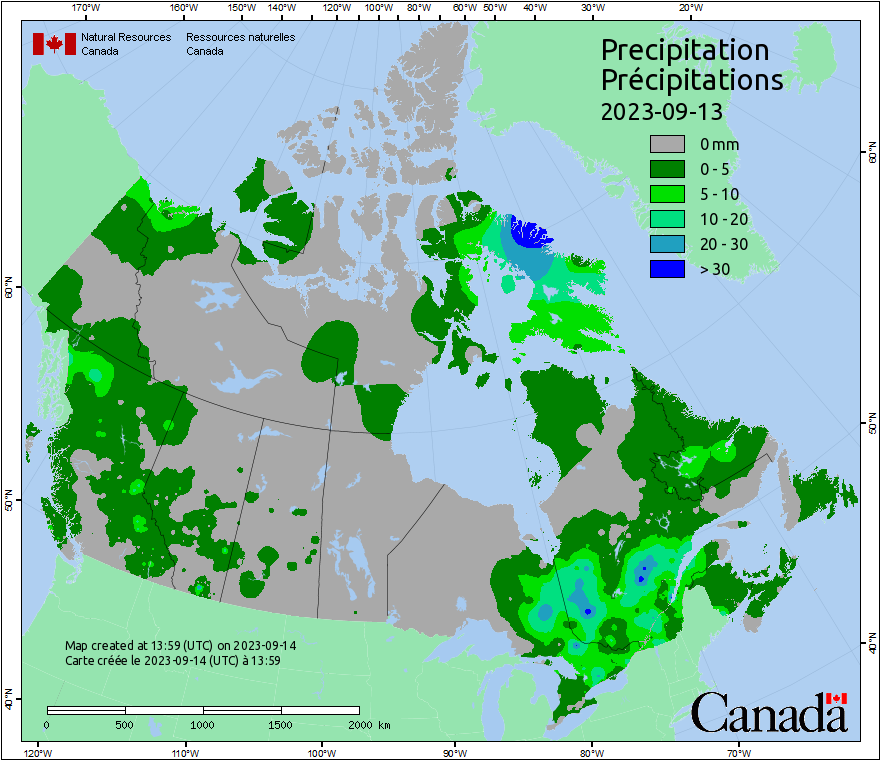 170°W 160°W 150°W 140°W 120°W 100°W 80°W 60°W 50°W 40°W 30°W 20°W
Natural Resources Ressources naturelles
Canada Canada
Precipitation
Précipitations
2023-09-13
0 mm
0 - 5
5 - 10
10 - 20
20 - 30
> 30
60°N
60°N
50°N
50°N
40°N
40°N
Map created at 13:59 (UTC) on 2023-09-14
Carte créée le 2023-09-14 (UTC) à 13:59
0 500 1000 1500 2000 km
Canada
120°W 110°W 100°W 90°W 80°W 70°W